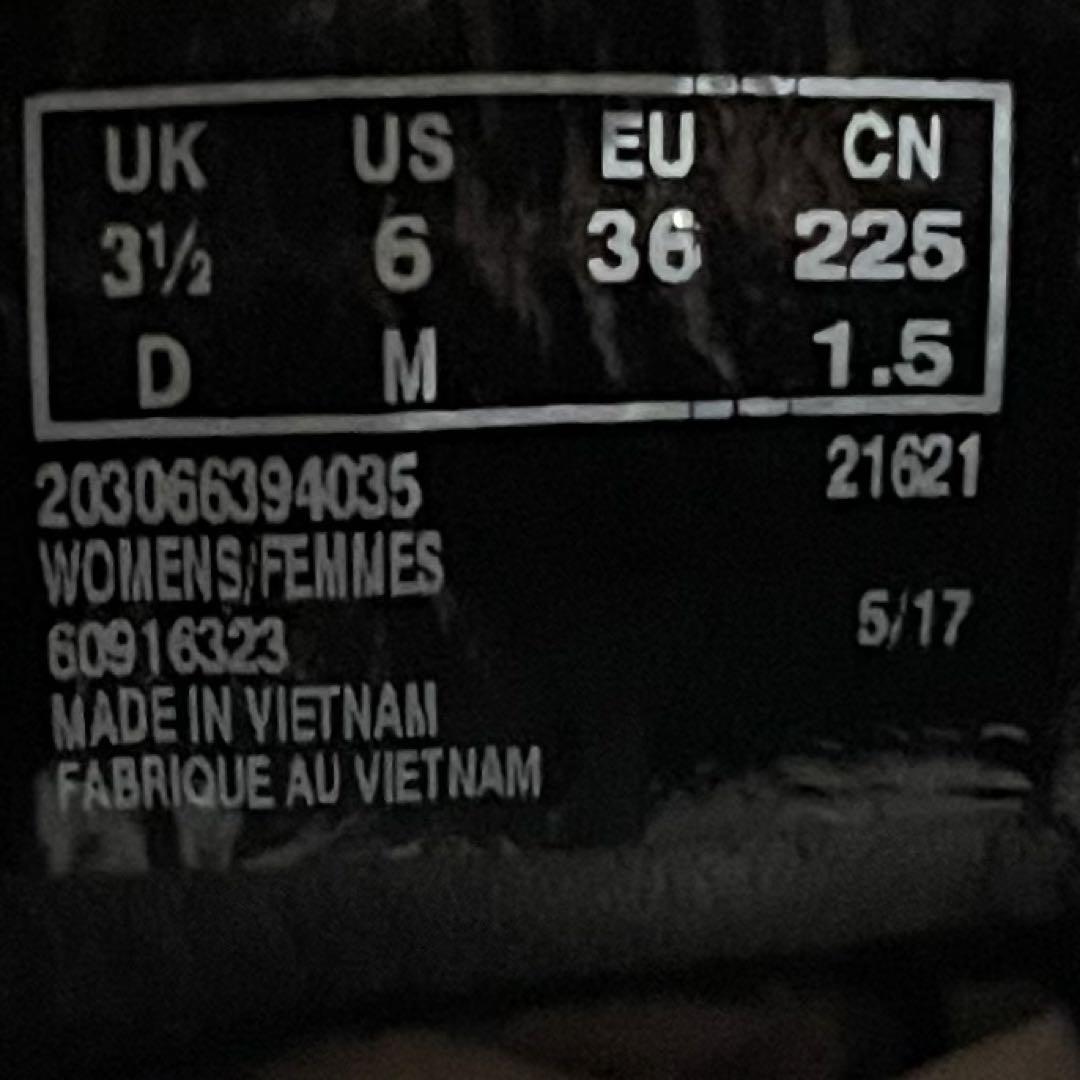 UK US EU CN
3½ 6 36 225
D M 1.5
203066394035 21621
WOMENS/FEMMES
60916323 5/17
MADE IN VIETNAM
FABRIQUE AU VIETNAM